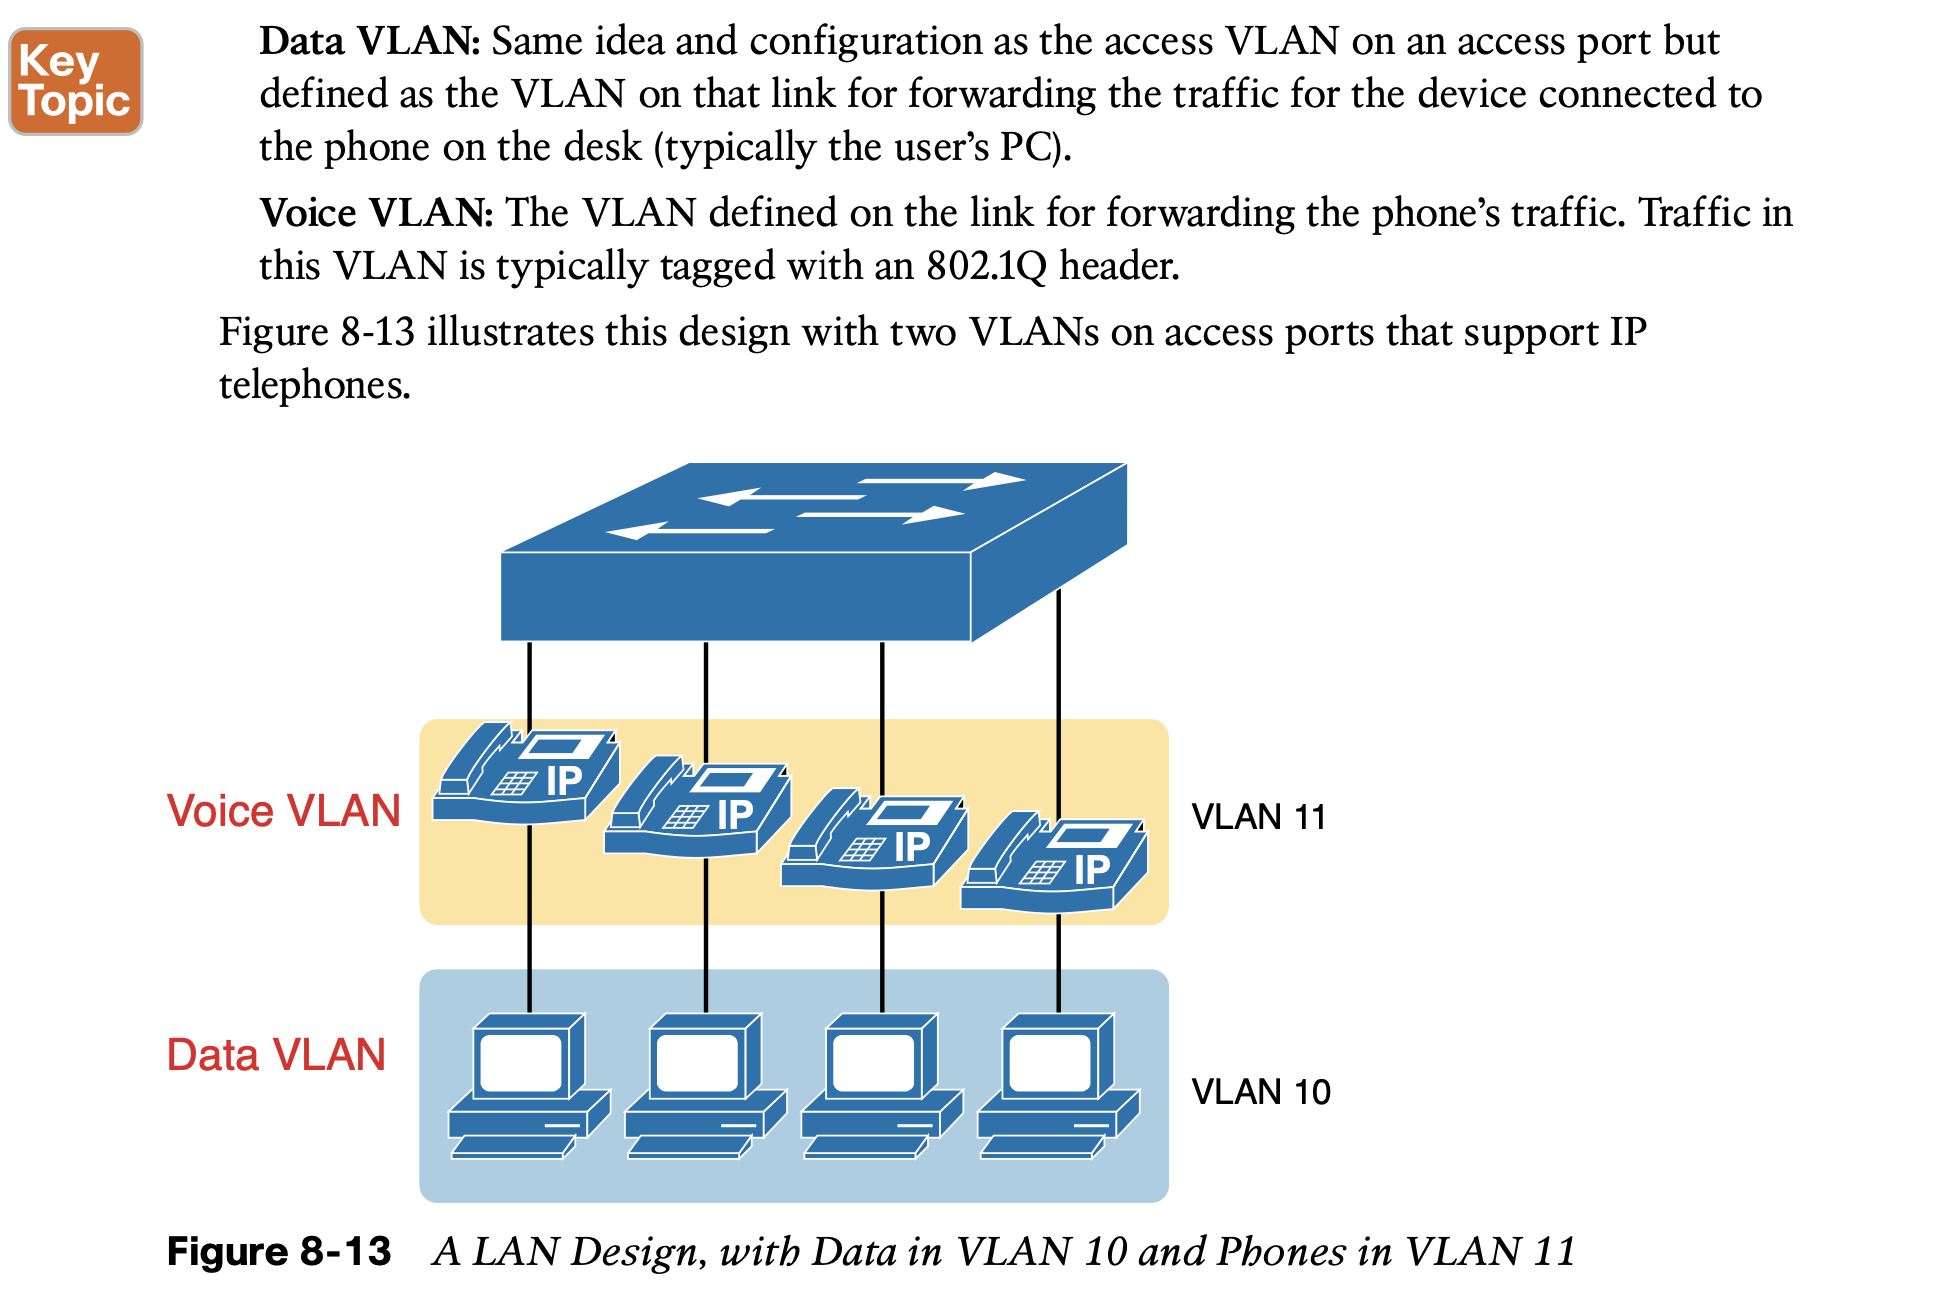 Key
Topic
Data VLAN: Same idea and configuration as the access VLAN on an access port but
defined as the VLAN on that link for forwarding the traffic for the device connected to
the phone on the desk (typically the user’s PC).
Voice VLAN: The VLAN defined on the link for forwarding the phone’s traffic. Traffic in
this VLAN is typically tagged with an 802.1Q header.
Figure 8-13 illustrates this design with two VLANs on access ports that support IP
telephones.
IP
IP
IP
IP
Voice VLAN
VLAN 11
Data VLAN
VLAN 10
Figure 8-13 A LAN Design, with Data in VLAN 10 and Phones in VLAN 11